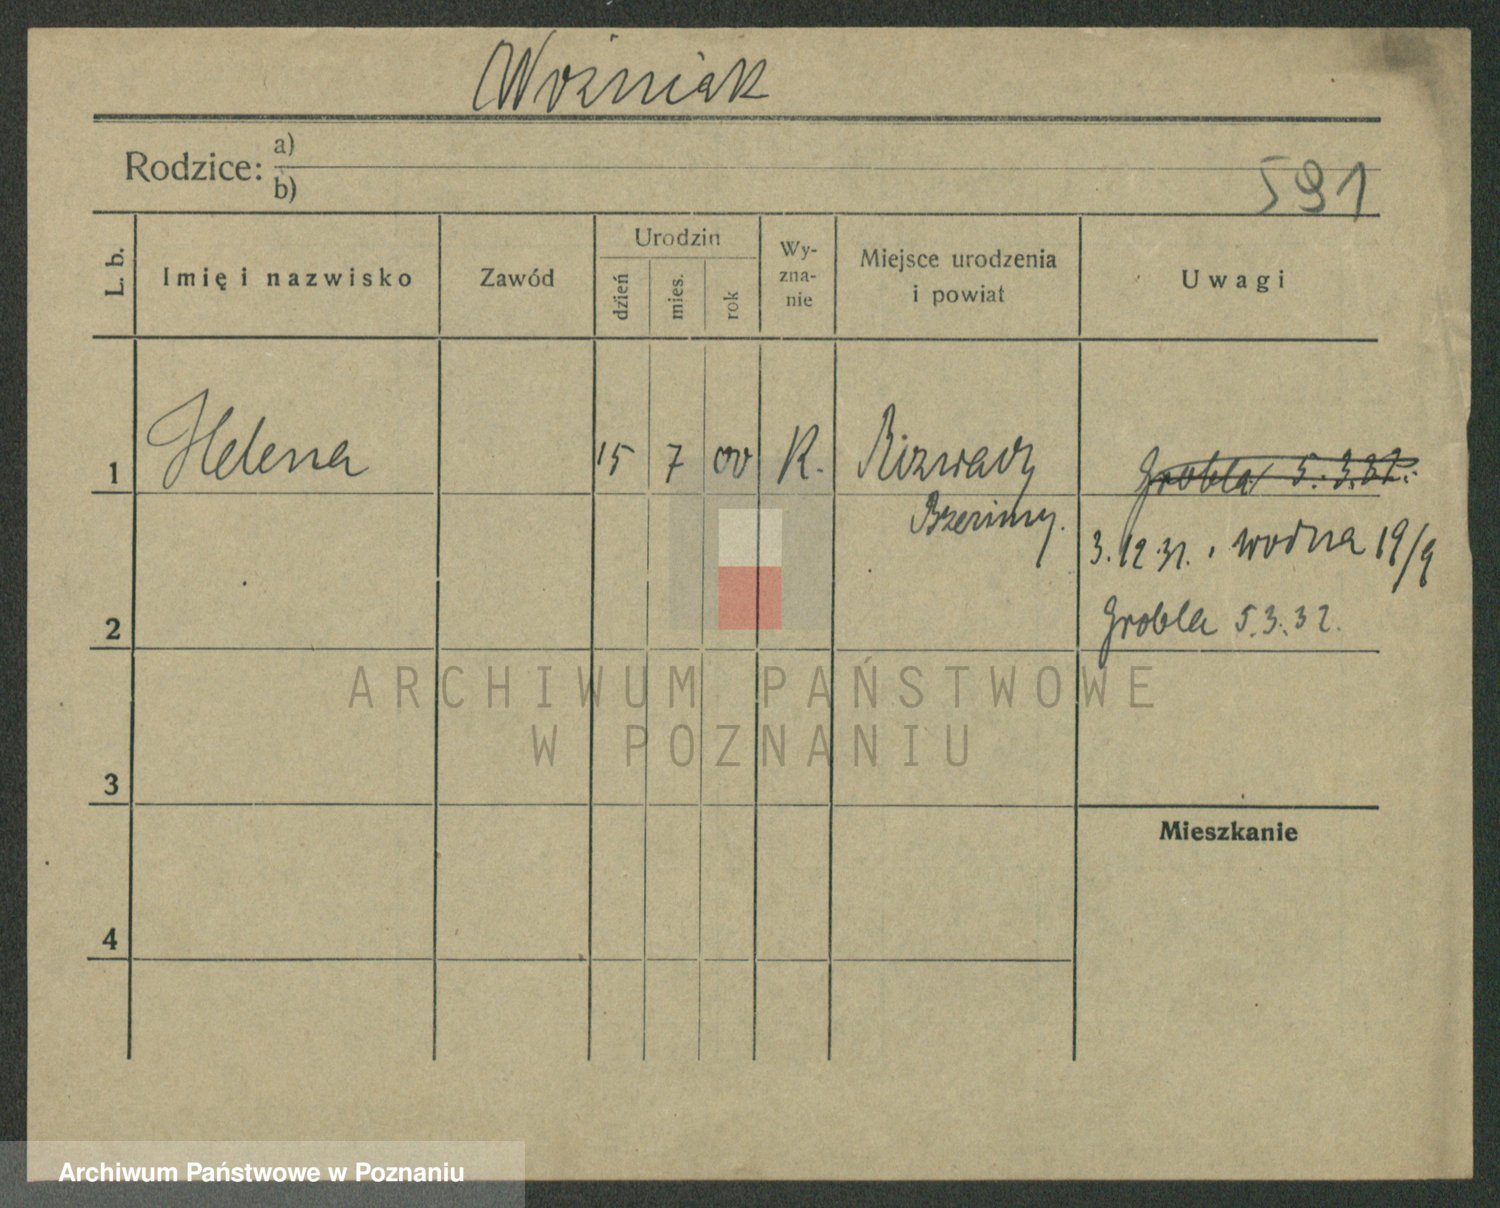 Woźniak
Rodzice: a)
b)
591
L. b.
Imię i nazwisko
Zawód
Urodzin
dzień
mies.
rok
Wy-
zna-
nie
Miejsce urodzenia
i powiat
Uwagi
1
Helena
15 7 00 K.
Grobla 5.3.32.
3.12.31. Wodna 19/9
2
Grobla 5.3.32.
ARCHIWUM PAŃSTWOWE
W POZNANIU
3
Mieszkanie
4
Archiwum Państwowe w Poznaniu